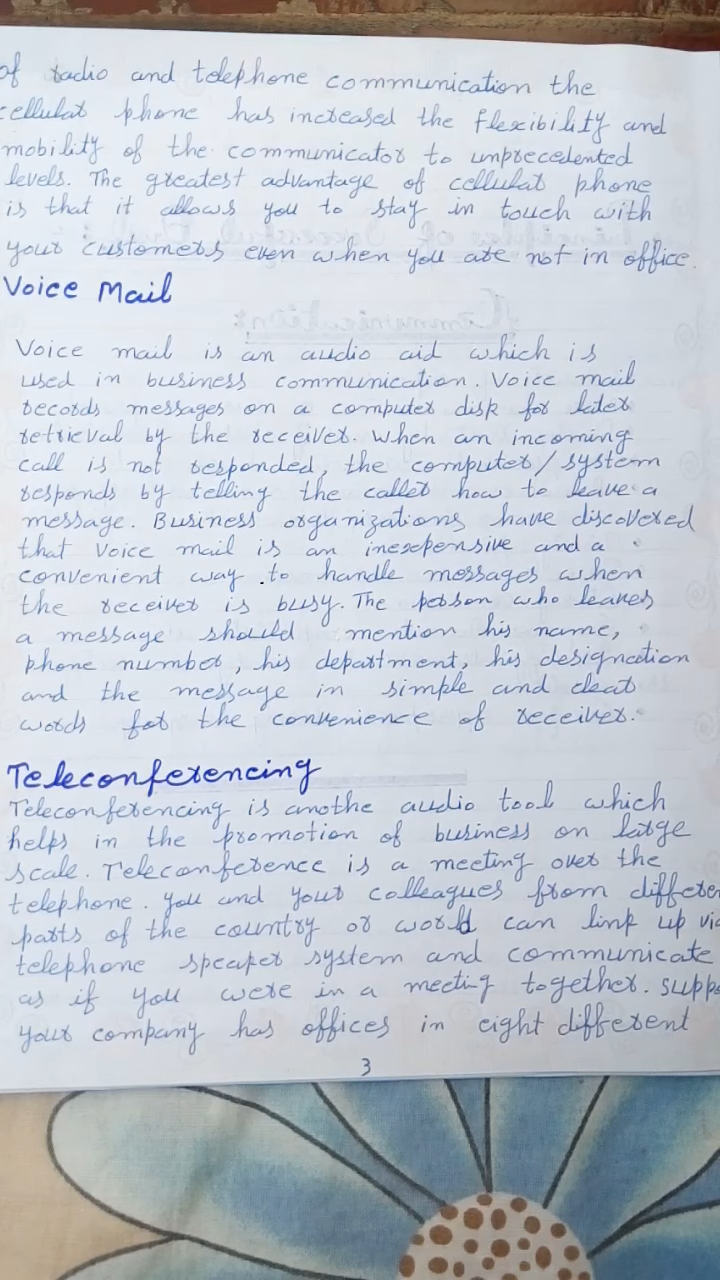 of radio and telephone communication the
cellular phone has increased the flexibility and
mobility of the communicator to unprecedented
levels. The greatest advantage of cellular phone
is that it allows you to stay in touch with
your customers even when you are not in office.
Voice Mail
Voice mail is an audio aid which is
used in business communication. Voice mail
records messages on a computer disk for later
retrieval by the receiver. When an incoming
call is not responded, the computer/system
responds by telling the caller how to leave a
message. Business organizations have discovered
that voice mail is an inexpensive and a
convenient way to handle messages when
the receiver is busy. The person who leaves
a message should mention his name,
phone number, his department, his designation
and the message in simple and clear
words for the convenience of receiver.
Teleconferencing
Teleconferencing is anothe audio tool which
helps in the promotion of business on large
scale. Teleconference is a meeting over the
telephone. you and your colleagues from differen
parts of the country or world can link up via
telephone speaper system and communicate
as if you were in a meeting together. suppo
your company has offices in eight different
3